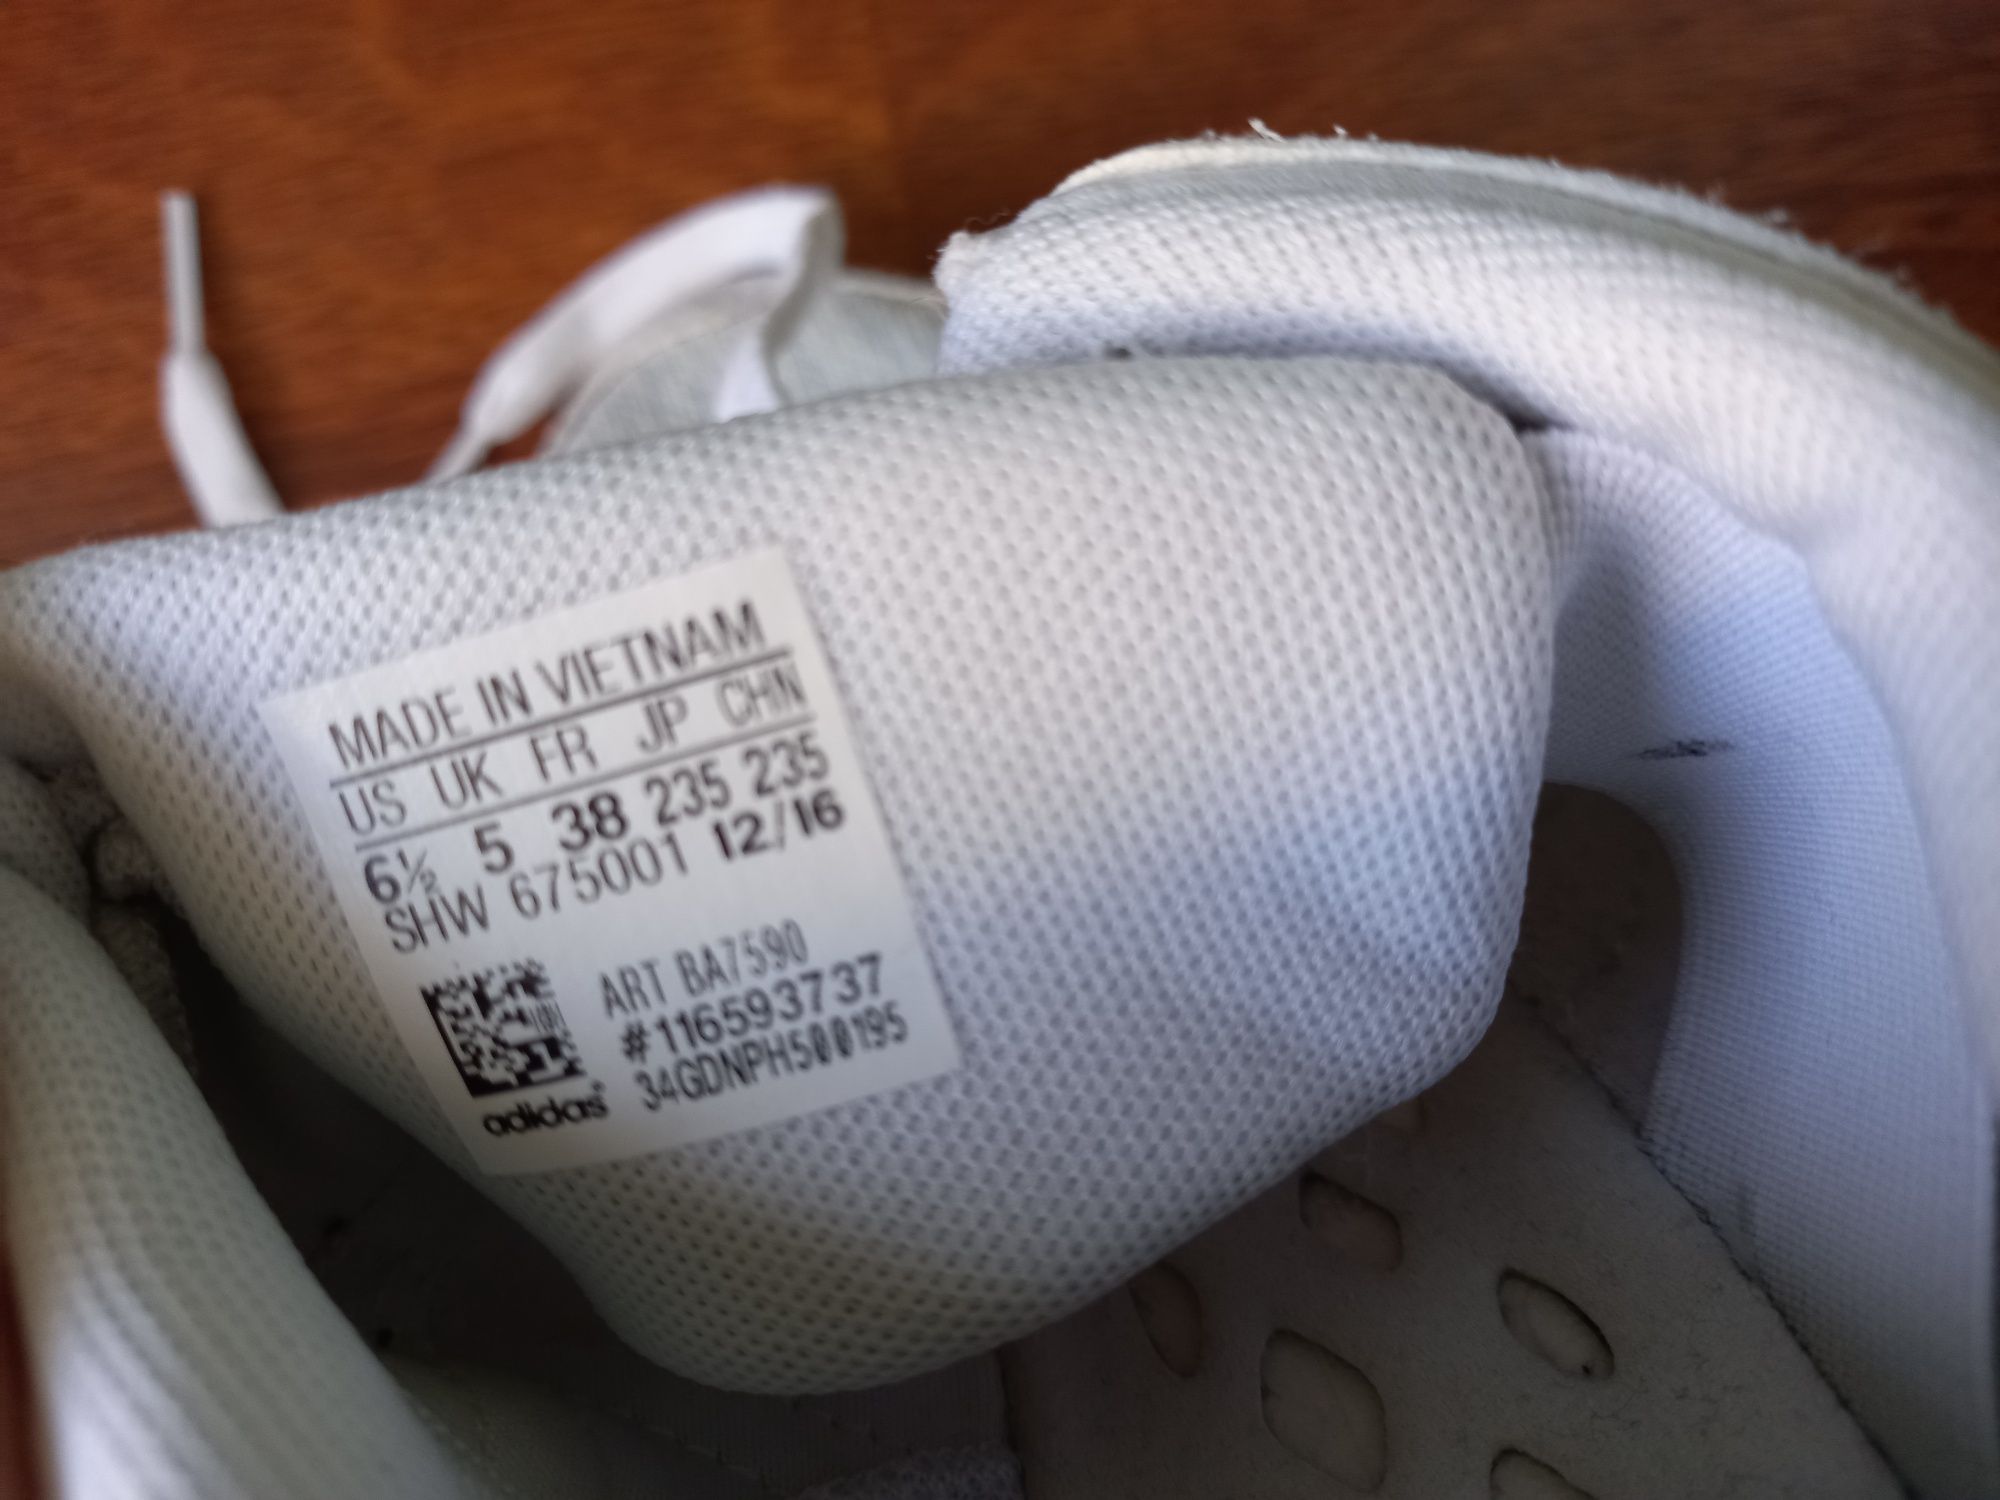 MADE IN VIETNAM
US UK FR JP CHN
6½ 5 38 235 235
SHW 675001 12/16
ART BA7590
#116593737
34GDNPH500195
adidas®